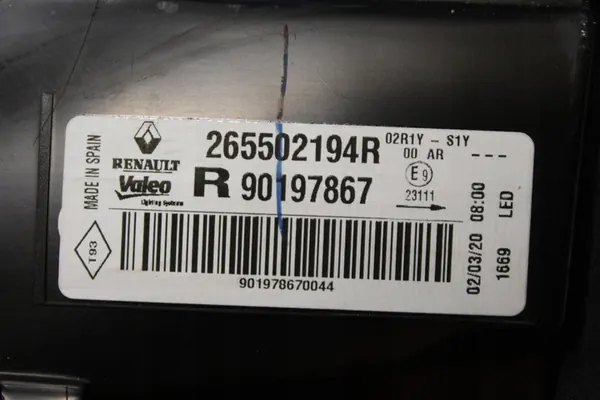 MADE IN SPAIN
RENAULT
Valeo
Lighting Systems
T93
265502194R
R 90197867
901978670044
02R1Y - S1Y
00 AR
---
E9
23111
02/03/20 08:00
1669 LED